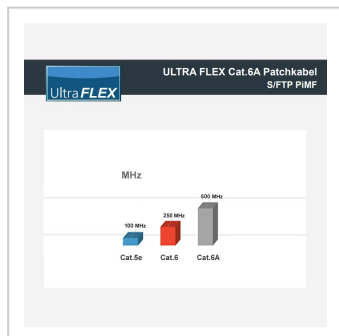 ULTRA FLEX Cat.6A Patchkabel
S/FTP PiMF
Ultra FLEX
MHz
500 MHz
250 MHz
100 MHz
Cat.5e Cat.6 Cat.6A